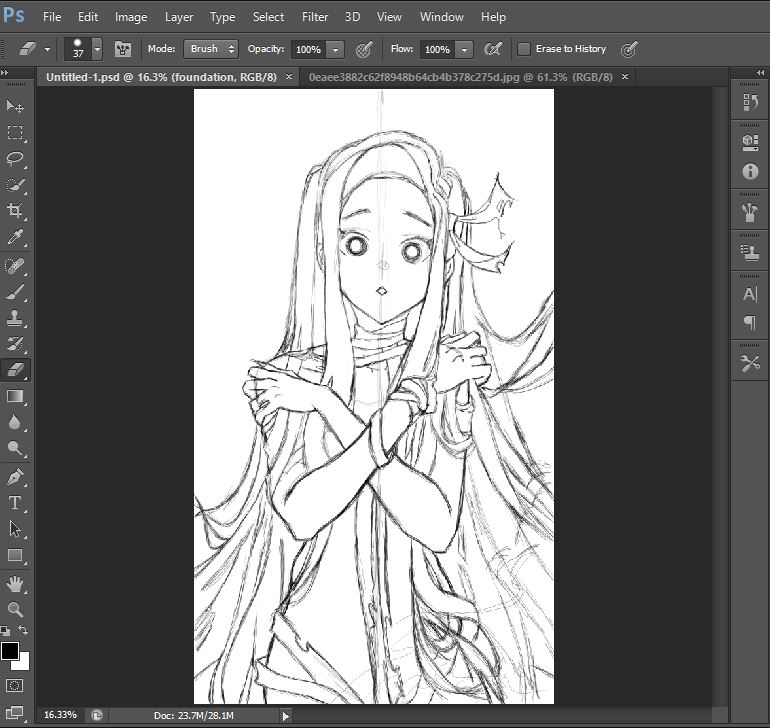 Ps File Edit Image Layer Type Select Filter 3D View Window Help
37 Mode: Brush Opacity: 100% Flow: 100% Erase to History
Untitled-1.psd @ 16.3% (foundation, RGB/8) × 0eaee3882c62f8948b64cb4b378c275d.jpg @ 61.3% (RGB/8) ×
16.33% Doc: 23.7M/28.1M